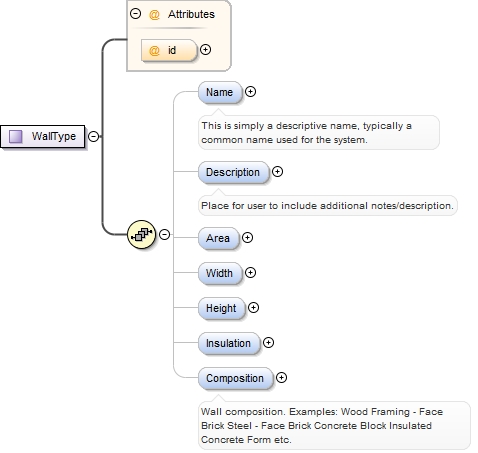 Attributes
id
WallType
Name
This is simply a descriptive name, typically a
common name used for the system.
Description
Place for user to include additional notes/description.
Area
Width
Height
Insulation
Composition
Wall composition. Examples: Wood Framing - Face
Brick Steel - Face Brick Concrete Block Insulated
Concrete Form etc.